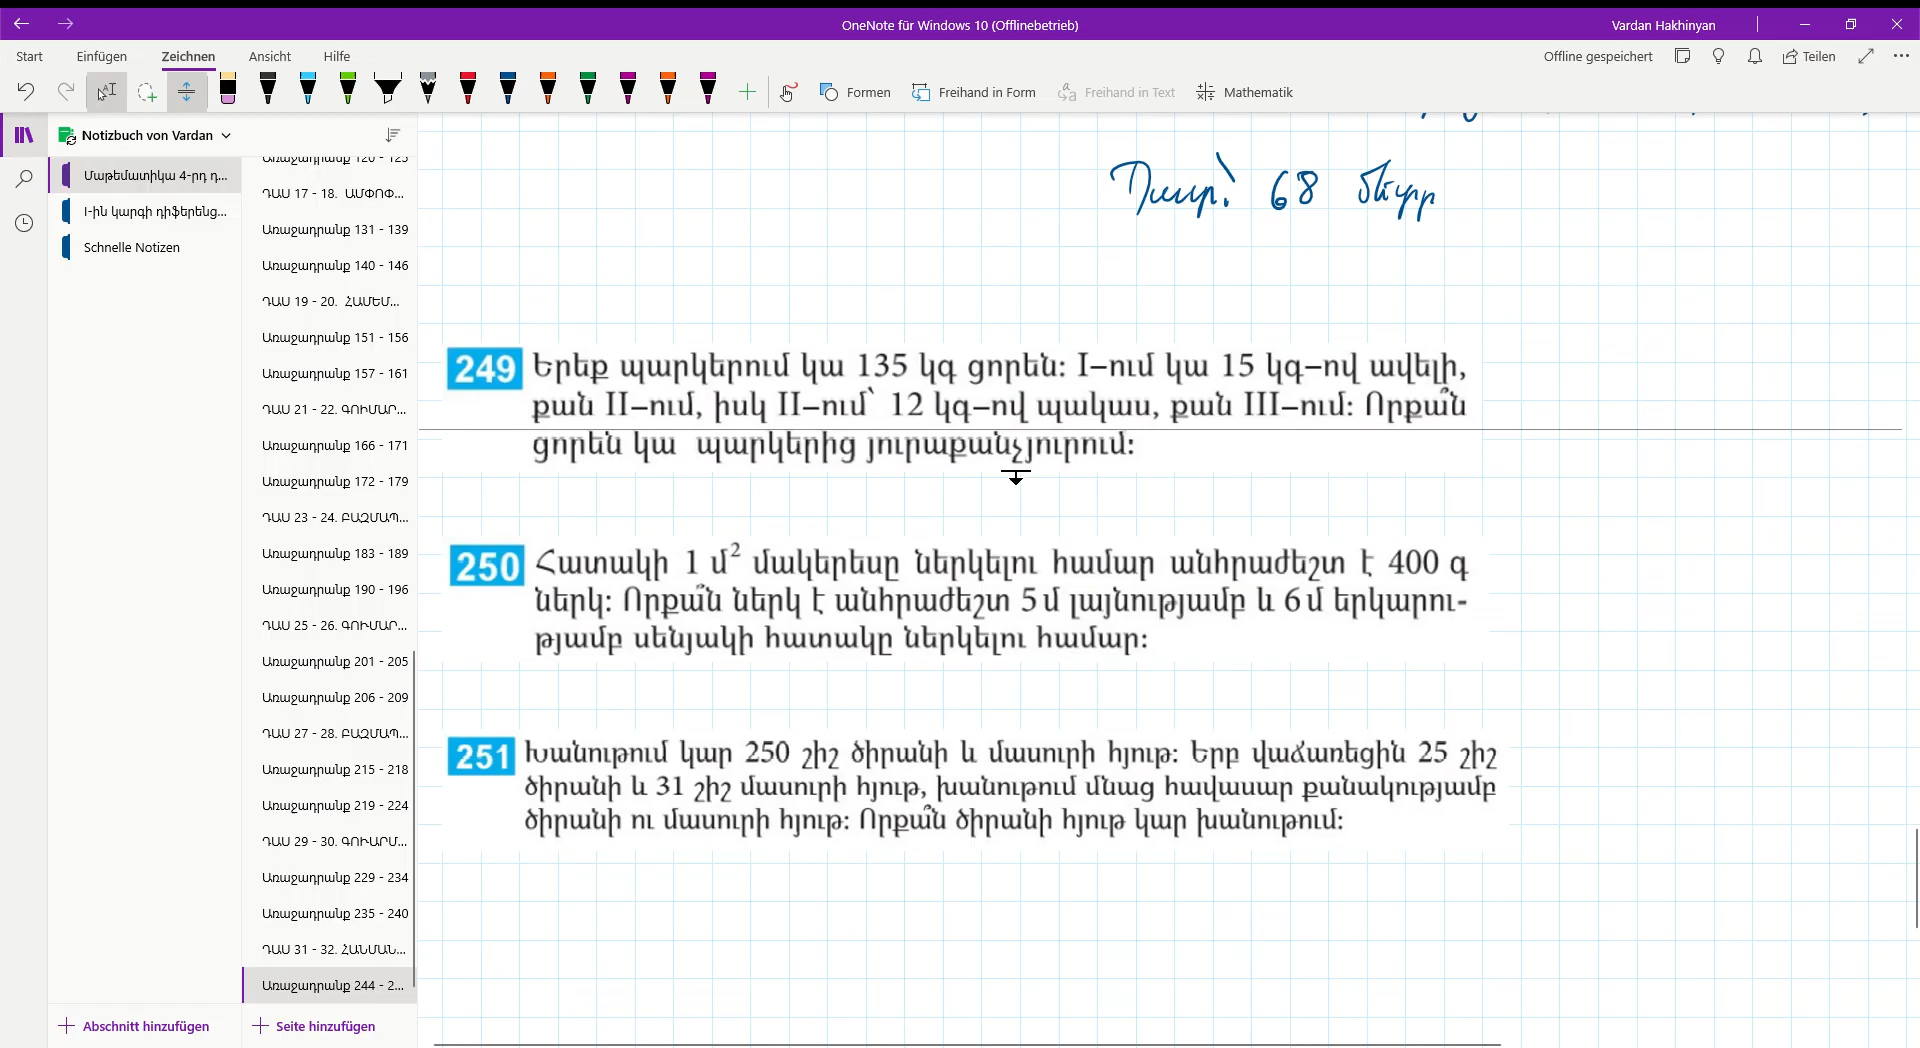 OneNote für Windows 10 (Offlinebetrieb)
Vardan Hakhinyan
Start
Einfügen
Zeichnen
Ansicht
Hilfe
Offline gespeichert
Teilen
Formen
Freihand in Form
Freihand in Text
Mathematik
Notizbuch von Vardan
Մաթեմատիկա 4-րդ դ...
I-ին կարգի դիֆերենց...
Schnelle Notizen
Առաջադրանք 120 - 125
ԴԱՍ 17 - 18. ԱՄՓՈՓ...
Առաջադրանք 131 - 139
Առաջադրանք 140 - 146
ԴԱՍ 19 - 20. ՀԱՄԵՄ...
Առաջադրանք 151 - 156
Առաջադրանք 157 - 161
ԴԱՍ 21 - 22. ԳՈՒՄԱՐ...
Առաջադրանք 166 - 171
Առաջադրանք 172 - 179
ԴԱՍ 23 - 24. ԲԱԶՄԱՊ...
Առաջադրանք 183 - 189
Առաջադրանք 190 - 196
ԴԱՍ 25 - 26. ԳՈՒՄԱՐ...
Առաջադրանք 201 - 205
Առաջադրանք 206 - 209
ԴԱՍ 27 - 28. ԲԱԶՄԱՊ...
Առաջադրանք 215 - 218
Առաջադրանք 219 - 224
ԴԱՍ 29 - 30. ԳՈՒԱՐՄ...
Առաջադրանք 229 - 234
Առաջադրանք 235 - 240
ԴԱՍ 31 - 32. ՀԱՆՄԱՆ...
Առաջադրանք 244 - 2...
Abschnitt hinzufügen
Seite hinzufügen
Պատ.՝ 68 մետր
249 Երեք պարկերում կա 135 կգ ցորեն: I–ում կա 15 կգ–ով ավելի,
քան II–ում, իսկ II–ում՝ 12 կգ–ով պակաս, քան III–ում: Որքա՞ն
ցորեն կա պարկերից յուրաքանչյուրում:
250 Հատակի 1 մ² մակերեսը ներկելու համար անհրաժեշտ է 400 գ
ներկ: Որքա՞ն ներկ է անհրաժեշտ 5 մ լայնությամբ և 6 մ երկարու-
թյամբ սենյակի հատակը ներկելու համար:
251 Խանութում կար 250 շիշ ծիրանի և մասուրի հյութ: Երբ վաճառեցին 25 շիշ
ծիրանի և 31 շիշ մասուրի հյութ, խանութում մնաց հավասար քանակությամբ
ծիրանի ու մասուրի հյութ: Որքա՞ն ծիրանի հյութ կար խանութում: